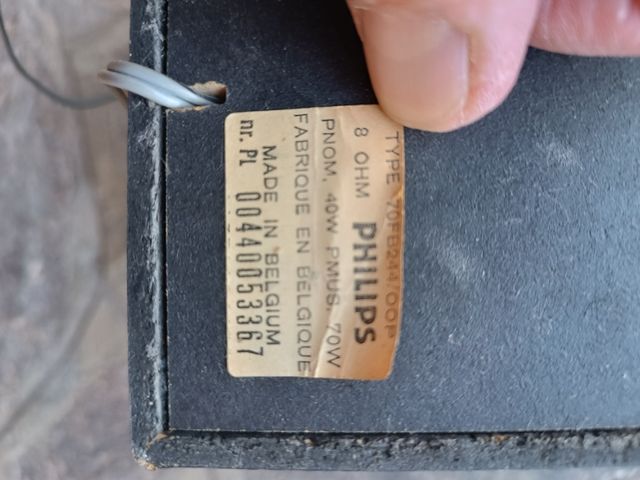 TYPE 70FB244/00P
8 OHM PHILIPS
PNOM. 40W PMUS. 70W
FABRIQUE EN BELGIQUE
MADE IN BELGIUM
nr. PL 00440053367